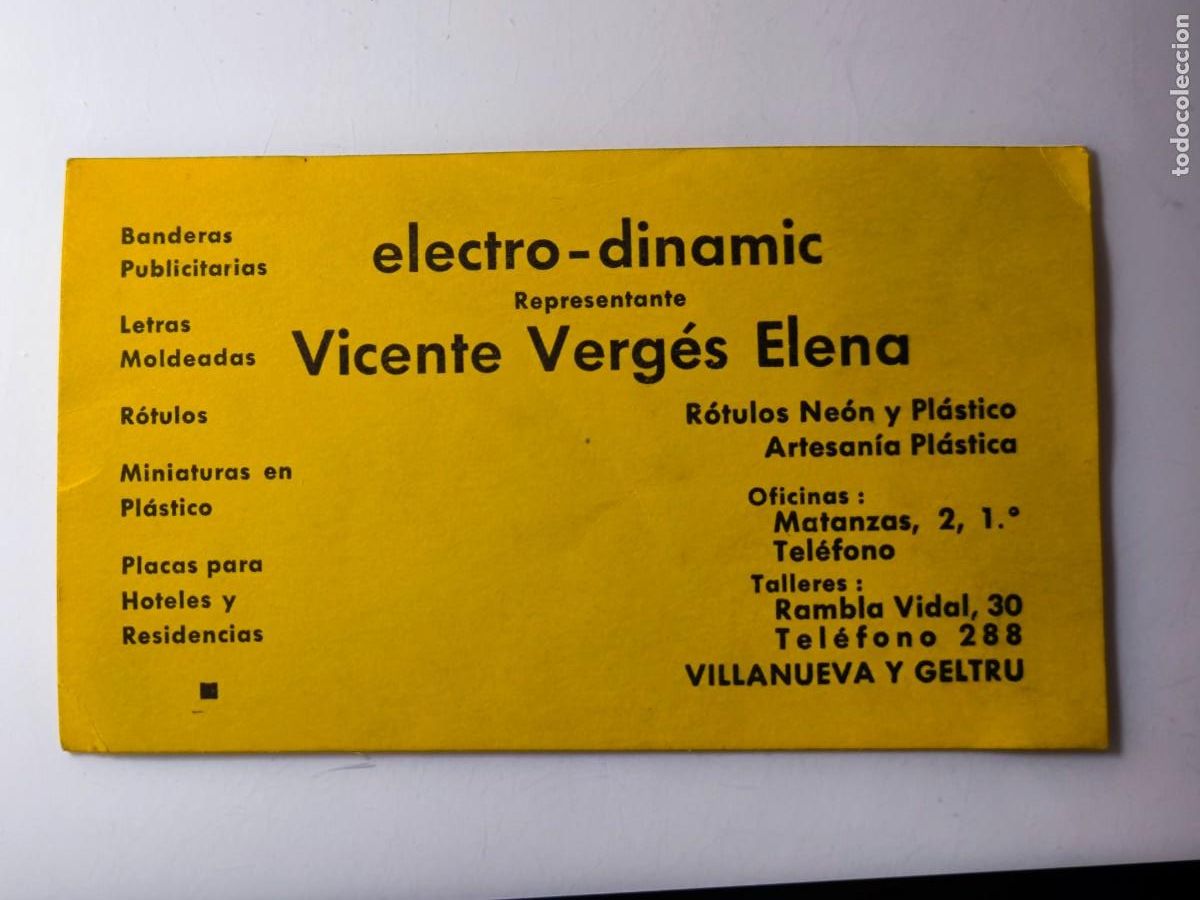 Banderas
Publicitarias
Letras
Moldeadas
Rótulos
Miniaturas en
Plástico
Placas para
Hoteles y
Residencias
electro-dinamic
Representante
Vicente Vergés Elena
Rótulos Neón y Plástico
Artesanía Plástica
Oficinas :
Matanzas, 2, 1.°
Teléfono
Talleres :
Rambla Vidal, 30
Teléfono 288
VILLANUEVA Y GELTRU
todocoleccion